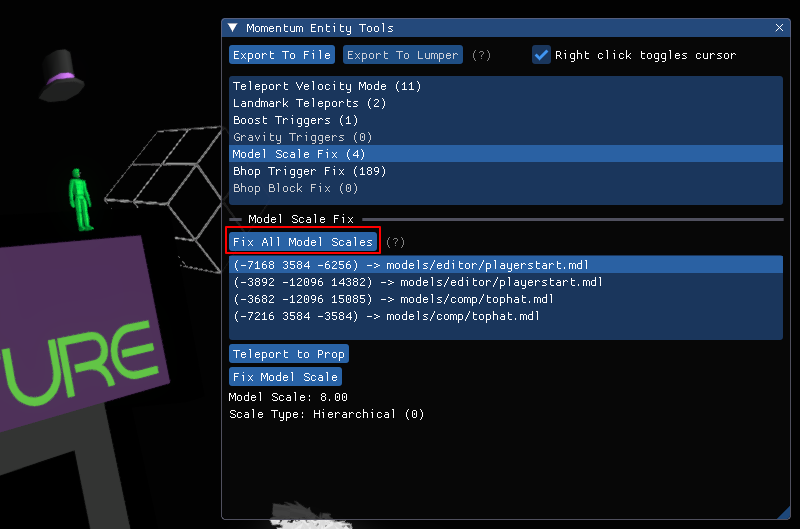 Momentum Entity Tools
Export To File Export To Lumper (?) Right click toggles cursor
Teleport Velocity Mode (11)
Landmark Teleports (2)
Boost Triggers (1)
Gravity Triggers (0)
Model Scale Fix (4)
Bhop Trigger Fix (189)
Bhop Block Fix (0)
Model Scale Fix
Fix All Model Scales (?)
(-7168 3584 -6256) -> models/editor/playerstart.mdl
(-3892 -12096 14382) -> models/editor/playerstart.mdl
(-3682 -12096 15085) -> models/comp/tophat.mdl
(-7216 3584 -3584) -> models/comp/tophat.mdl
Teleport to Prop
Fix Model Scale
Model Scale: 8.00
Scale Type: Hierarchical (0)
URE